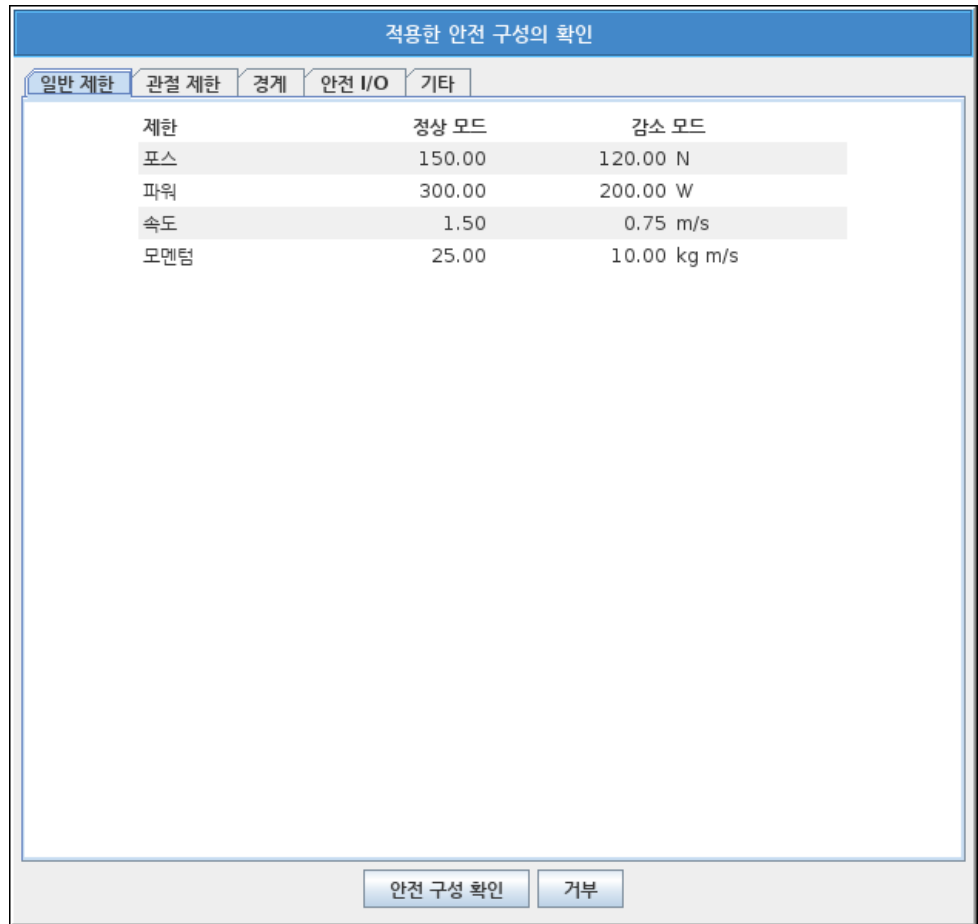 적용한 안전 구성의 확인
일반 제한 관절 제한 경계 안전 I/O 기타
제한 정상 모드 감소 모드
포스 150.00 120.00 N
파워 300.00 200.00 W
속도 1.50 0.75 m/s
모멘텀 25.00 10.00 kg m/s
안전 구성 확인 거부